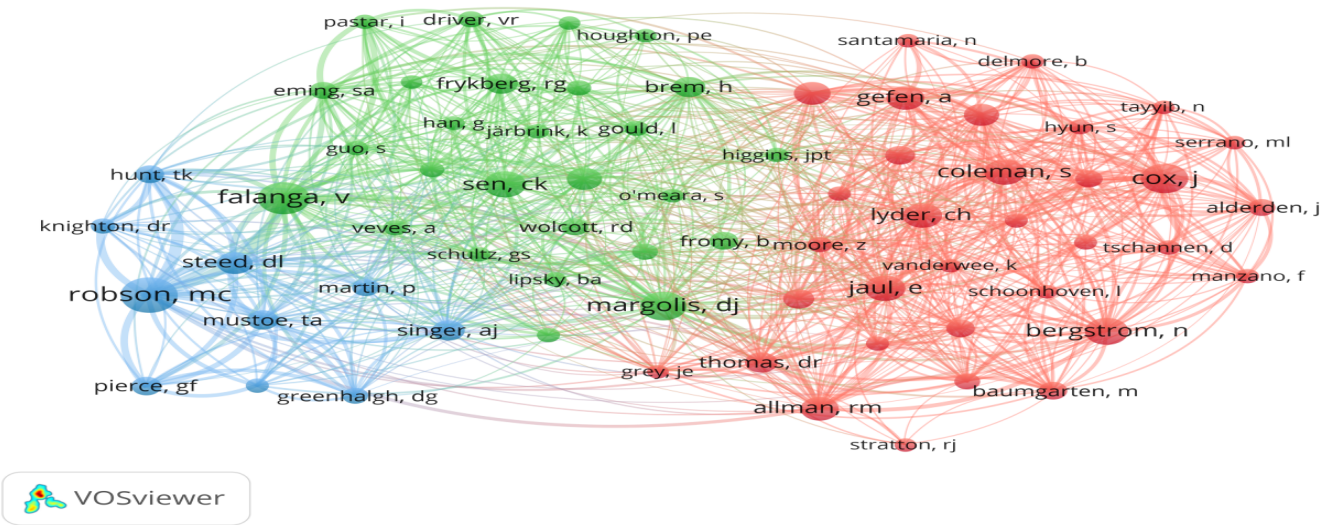 pastar, i
driver, vr
houghton, pe
santamaria, n
delmore, b
eming, sa
frykberg, rg
brem, h
gefen, a
tayyib, n
han, g
järbrink, k
gould, l
hyun, s
serrano, ml
guo, s
higgins, jpt
hunt, tk
falanga, v
sen, ck
o'meara, s
coleman, s
cox, j
knighton, dr
veves, a
wolcott, rd
lyder, ch
alderden, j
steed, dl
schultz, gs
fromy, b
moore, z
tschannen, d
robson, mc
martin, p
lipsky, ba
vanderwee, k
manzano, f
margolis, dj
jaul, e
schoonhoven, l
mustoe, ta
singer, aj
bergstrom, n
pierce, gf
greenhalgh, dg
grey, je
thomas, dr
baumgarten, m
allman, rm
stratton, rj
VOSviewer